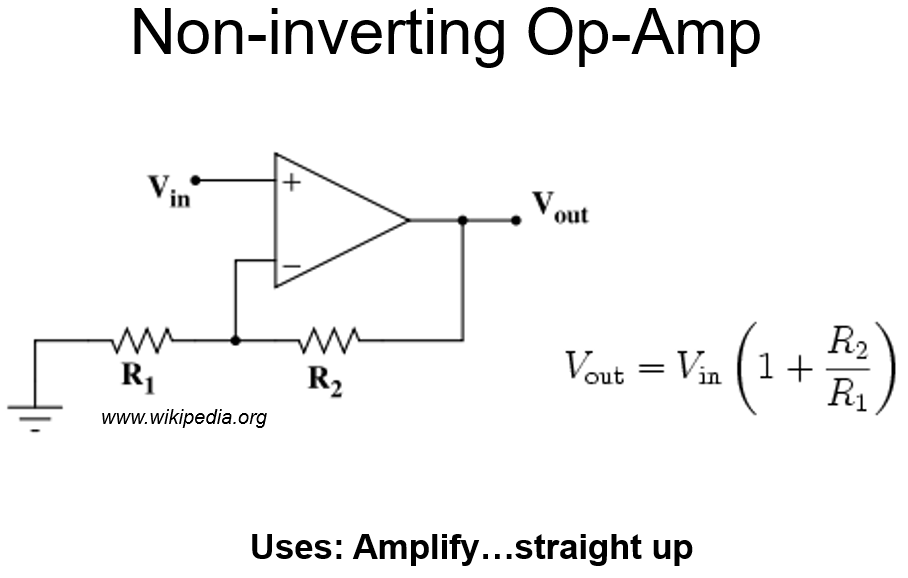 Non-inverting Op-Amp
Vin
+
Vout
−
R1
R2
www.wikipedia.org
Vout = Vin (1 + R2/R1)
Uses: Amplify…straight up